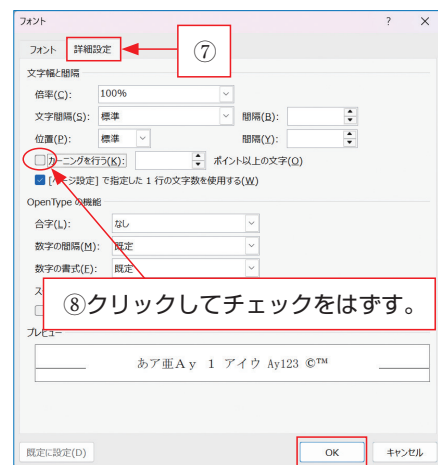 フォント ? ×
フォント 詳細設定 ⑦
文字幅と間隔
倍率(C): 100%
文字間隔(S): 標準 間隔(B):
位置(P): 標準 間隔(Y):
カーニングを行う(K): ポイント以上の文字(O)
[ページ設定] で指定した 1 行の文字数を使用する(W)
OpenType の機能
合字(L): なし
数字の間隔(M): 既定
数字の書式(F): 既定
⑧クリックしてチェックをはずす。
プレビュー
あア亜Ay 1 アイウ Ay123 ©™
既定に設定(D) OK キャンセル